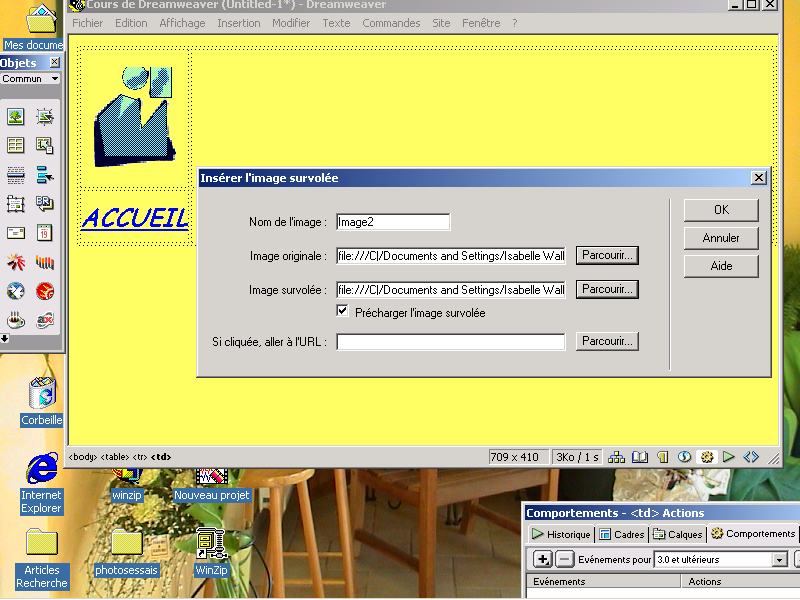 Cours de Dreamweaver (Untitled-1*) - Dreamweaver
Fichier Edition Affichage Insertion Modifier Texte Commandes Site Fenêtre ?
Mes docume
Objets
Commun
ACCUEIL
Insérer l'image survolée
Nom de l'image : Image2
OK
Image originale : file:///C|/Documents and Settings/Isabelle Wall Parcourir...
Annuler
Image survolée : file:///C|/Documents and Settings/Isabelle Wall Parcourir...
Aide
Précharger l'image survolée
Si cliquée, aller à l'URL : Parcourir...
19
<body> <table> <tr> <td>
709 x 410 3Ko / 1 s
Corbeille
Internet
Explorer
winzip
Nouveau projet
Articles
Recherche
photosessais
WinZip
Comportements - <td> Actions
Historique Cadres Calques Comportements
Evénements pour 3.0 et ultérieurs
Evénements Actions